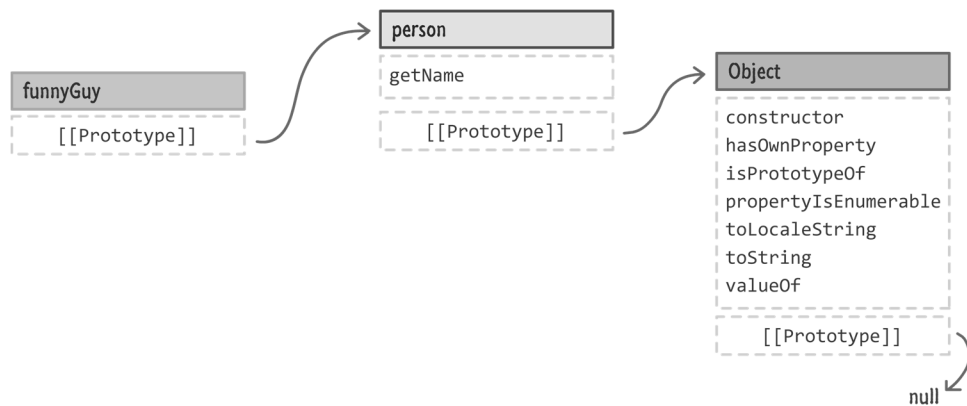 funnyGuy
[[Prototype]]
person
getName
[[Prototype]]
Object
constructor
hasOwnProperty
isPrototypeOf
propertyIsEnumerable
toLocaleString
toString
valueOf
[[Prototype]]
null